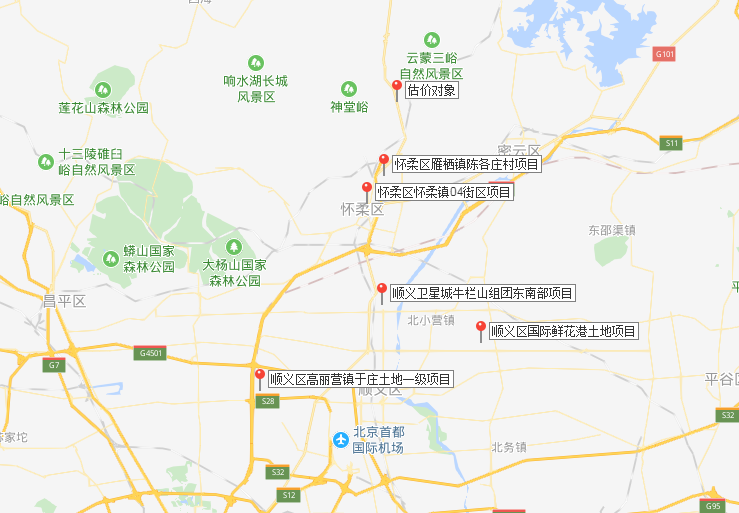 云蒙三峪
自然风景区
G101
响水湖长城
风景区
神堂峪
估价对象
莲花山森林公园
S11
密云区
十三陵碓臼
峪自然风景区
怀柔区雁栖镇陈各庄村项目
怀柔区怀柔镇04街区项目
峪自然风景区
怀柔区
东邵渠镇
蟒山国家
森林公园
大杨山国家
森林公园
昌平区
顺义卫星城牛栏山组团东南部项目
北小营镇
顺义区国际鲜花港土地项目
G4501
G7
顺义区高丽营镇于庄土地一级项目
平谷区
顺义区
S28
S32
北京首都
国际机场
苏家坨
北务镇
S32
S12
G95